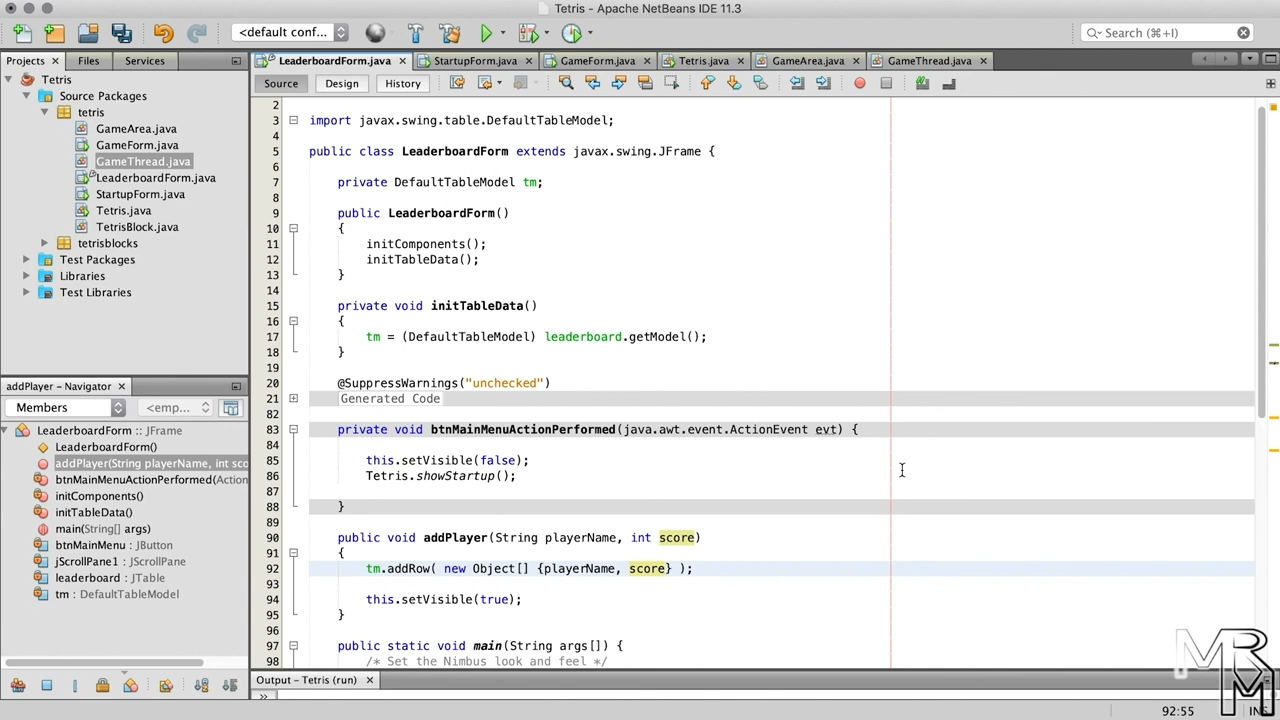 Tetris - Apache NetBeans IDE 11.3
<default conf...
Search (⌘+I)
Projects
Files
Services
LeaderboardForm.java
StartupForm.java
GameForm.java
Tetris.java
GameArea.java
GameThread.java
Source
Design
History
Tetris
Source Packages
tetris
GameArea.java
GameForm.java
GameThread.java
LeaderboardForm.java
StartupForm.java
Tetris.java
TetrisBlock.java
tetrisblocks
Test Packages
Libraries
Test Libraries
addPlayer - Navigator
Members
<emp...
LeaderboardForm :: JFrame
LeaderboardForm()
addPlayer(String playerName, int sco
btnMainMenuActionPerformed(Action
initComponents()
initTableData()
main(String[] args)
btnMainMenu : JButton
jScrollPane1 : JScrollPane
leaderboard : JTable
tm : DefaultTableModel
2
3 import javax.swing.table.DefaultTableModel;
4
5 public class LeaderboardForm extends javax.swing.JFrame {
6
7 private DefaultTableModel tm;
8
9 public LeaderboardForm()
10 {
11 initComponents();
12 initTableData();
13 }
14
15 private void initTableData()
16 {
17 tm = (DefaultTableModel) leaderboard.getModel();
18 }
19
20 @SuppressWarnings("unchecked")
21 Generated Code
82
83 private void btnMainMenuActionPerformed(java.awt.event.ActionEvent evt) {
84
85 this.setVisible(false);
86 Tetris.showStartup();
87
88 }
89
90 public void addPlayer(String playerName, int score)
91 {
92 tm.addRow( new Object[] {playerName, score} );
93
94 this.setVisible(true);
95 }
96
97 public static void main(String args[]) {
98 /* Set the Nimbus look and feel */
Output - Tetris (run)
92:55
INS
MRM